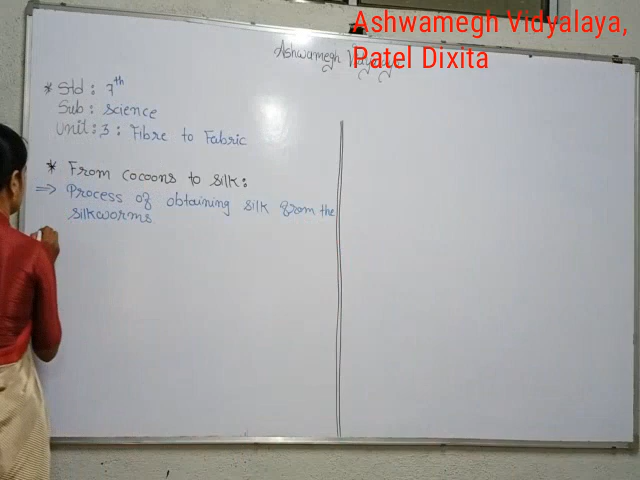 Ashwamegh Vidyalaya,
Patel Dixita
Ashwamegh
* Std : 7th
Sub : Science
Unit : 3 : Fibre to Fabric
* From cocoons to silk :
⇒ Process of obtaining silk from the
silkworms